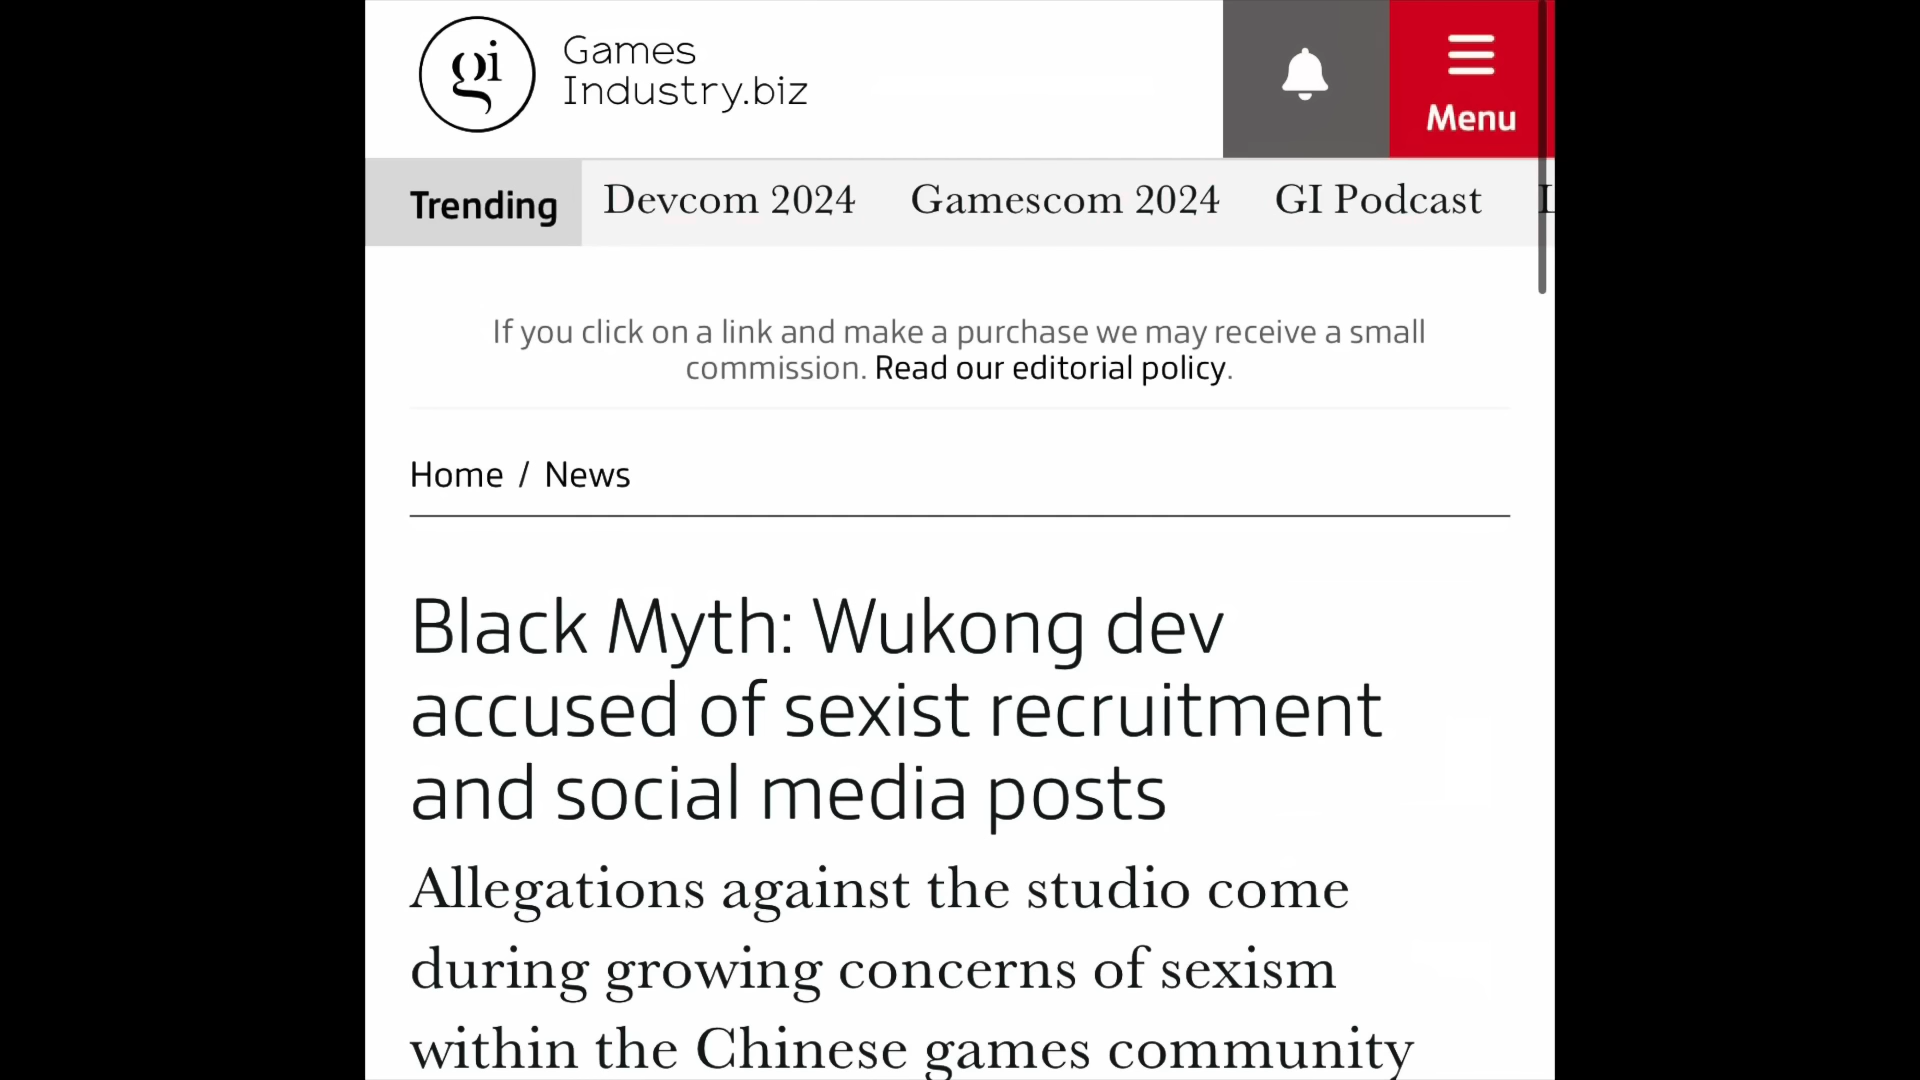 gi
Games
Industry.biz
Menu
Trending
Devcom 2024
Gamescom 2024
GI Podcast
If you click on a link and make a purchase we may receive a small
commission. Read our editorial policy.
Home / News
Black Myth: Wukong dev
accused of sexist recruitment
and social media posts
Allegations against the studio come
during growing concerns of sexism
within the Chinese games community